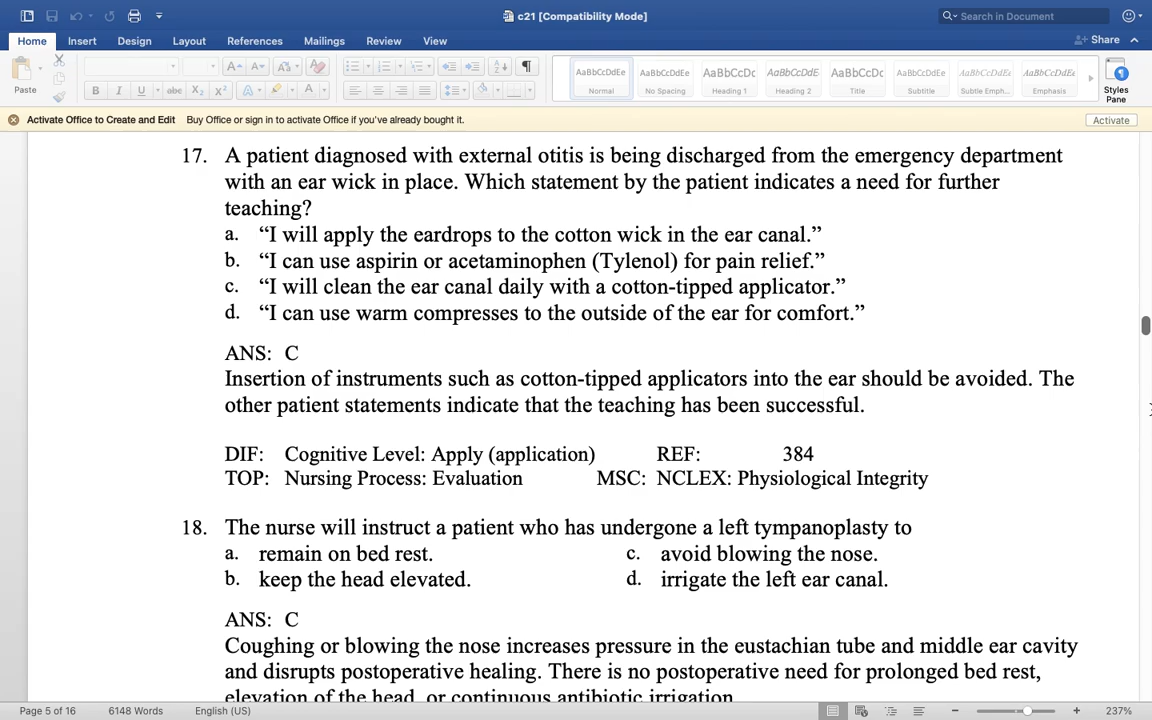 c21 [Compatibility Mode]
Search in Document
Home Insert Design Layout References Mailings Review View
Share
Paste
AaBbCcDdEe AaBbCcDdEe AaBbCcDc AaBbCcDdE AaBbCcDc AaBbCcDdEe AaBbCcDdEe AaBbCcDdEe
Normal No Spacing Heading 1 Heading 2 Title Subtitle Subtle Emph... Emphasis
Styles
Pane
Activate Office to Create and Edit Buy Office or sign in to activate Office if you've already bought it. Activate
17. A patient diagnosed with external otitis is being discharged from the emergency department
with an ear wick in place. Which statement by the patient indicates a need for further
teaching?
a. “I will apply the eardrops to the cotton wick in the ear canal.”
b. “I can use aspirin or acetaminophen (Tylenol) for pain relief.”
c. “I will clean the ear canal daily with a cotton-tipped applicator.”
d. “I can use warm compresses to the outside of the ear for comfort.”
ANS: C
Insertion of instruments such as cotton-tipped applicators into the ear should be avoided. The
other patient statements indicate that the teaching has been successful.
DIF: Cognitive Level: Apply (application) REF: 384
TOP: Nursing Process: Evaluation MSC: NCLEX: Physiological Integrity
18. The nurse will instruct a patient who has undergone a left tympanoplasty to
a. remain on bed rest. c. avoid blowing the nose.
b. keep the head elevated. d. irrigate the left ear canal.
ANS: C
Coughing or blowing the nose increases pressure in the eustachian tube and middle ear cavity
and disrupts postoperative healing. There is no postoperative need for prolonged bed rest,
elevation of the head, or continuous antibiotic irrigation.
Page 5 of 16 6148 Words English (US) 237%